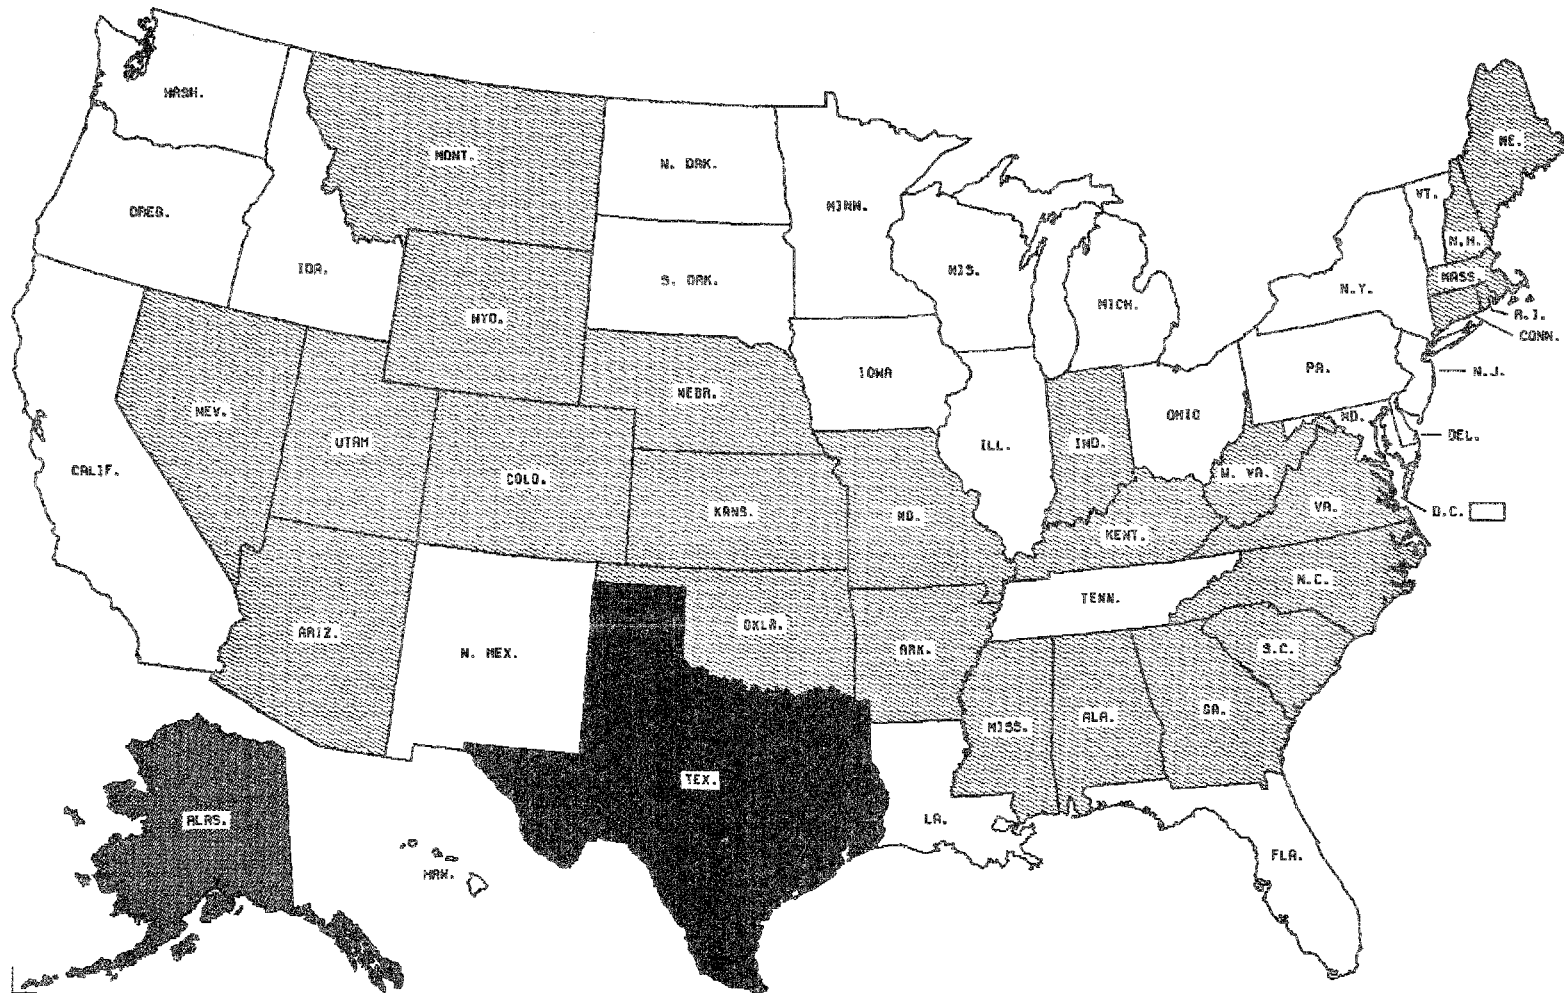 WASH.
MONT.
ME.
N. DAK.
VT.
OREG.
MINN.
N.H.
IDA.
WIS.
MASS.
S. DAK.
N.Y.
MICH.
WYO.
R.I.
CONN.
IOWA
PA.
N.J.
NEBR.
NEV.
OHIO
MD.
UTAH
ILL.
IND.
DEL.
CALIF.
COLO.
W. VA.
KANS.
MO.
VA.
D.C.
KENT.
N.C.
TENN.
ARIZ.
OKLA.
N. MEX.
ARK.
S.C.
MISS.
ALA.
GA.
TEX.
ALAS.
LA.
FLA.
HAW.